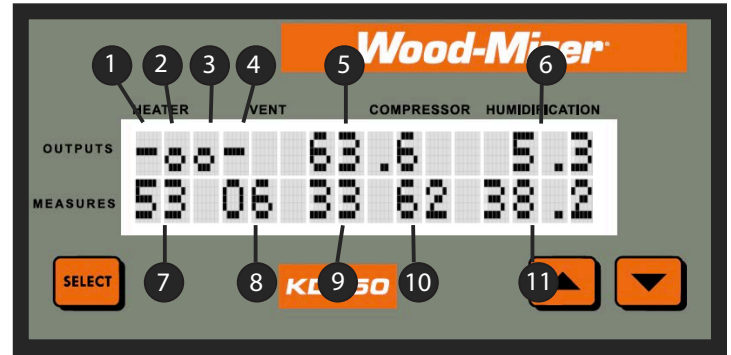 Wood-Mizer
1 2 3 4 5 6
HEATER VENT COMPRESSOR HUMIDIFICATION
OUTPUTS -oo- 63.6 5.3
MEASURES 53 06 33 62 38.2
SELECT 7 8 9 10 11